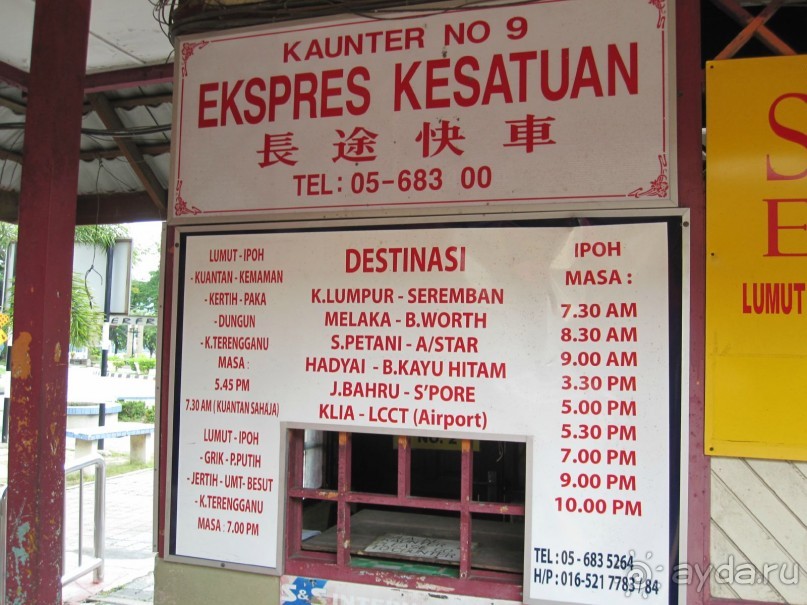 KAUNTER NO 9
EKSPRES KESATUAN
長途快車
TEL: 05-683 00
LUMUT - IPOH
- KUANTAN - KEMAMAN
- KERTIH - PAKA
- DUNGUN
- K.TERENGGANU
MASA :
5.45 PM
7.30 AM ( KUANTAN SAHAJA)
LUMUT - IPOH
- GRIK - P.PUTIH
- JERTIH - UMT- BESUT
- K.TERENGGANU
MASA : 7.00 PM
DESTINASI
K.LUMPUR - SEREMBAN
MELAKA - B.WORTH
S.PETANI - A/STAR
HADYAI - B.KAYU HITAM
J.BAHRU - S'PORE
KLIA - LCCT (Airport)
NO. 2
IPOH
MASA :
7.30 AM
8.30 AM
9.00 AM
3.30 PM
5.00 PM
5.30 PM
7.00 PM
9.00 PM
10.00 PM
TEL : 05 - 683 5264
H/P : 016-521 7783 / 84
S
E
LUMUT
S&S
ayda.ru